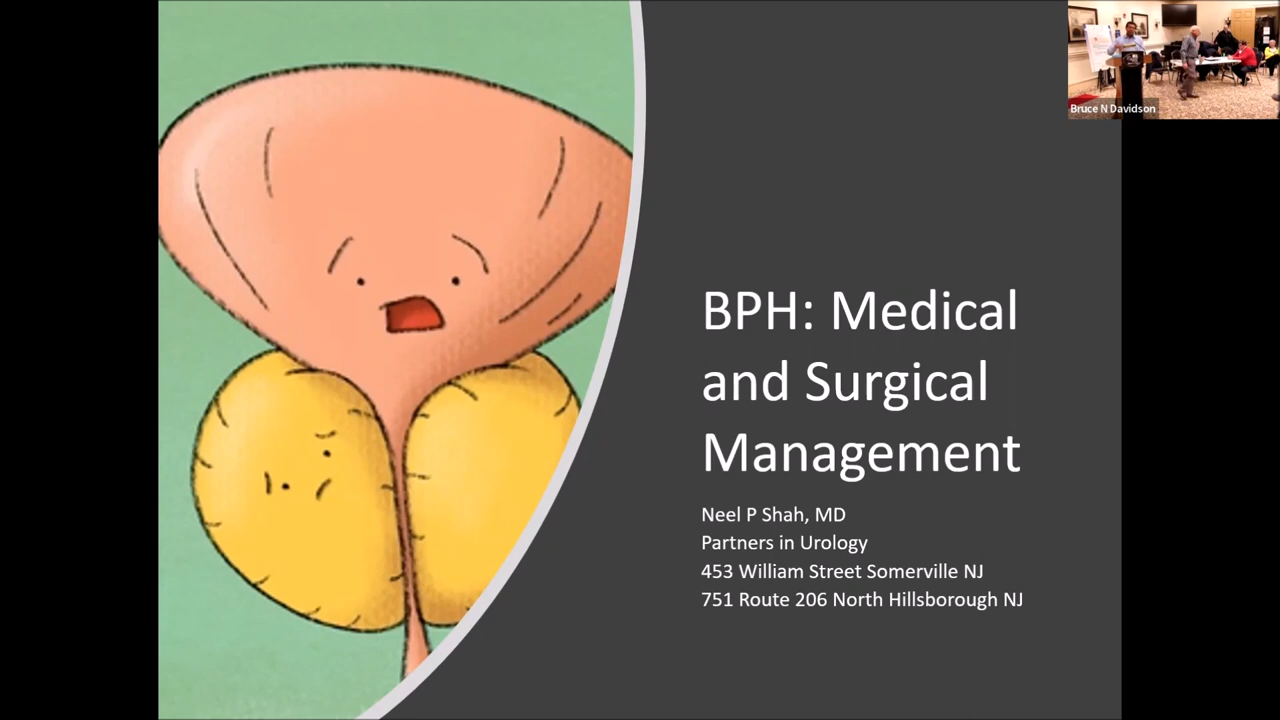 Bruce N Davidson
BPH: Medical
and Surgical
Management
Neel P Shah, MD
Partners in Urology
453 William Street Somerville NJ
751 Route 206 North Hillsborough NJ